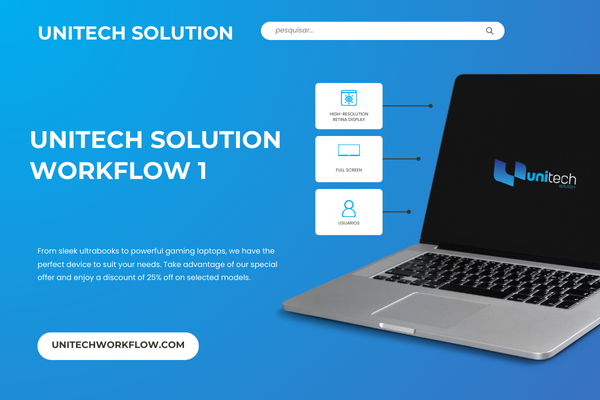 UNITECH SOLUTION
pesquisar...
HIGH-RESOLUTION
RETINA DISPLAY
FULL SCREEN
USUARIOS
UNITECH SOLUTION
WORKFLOW 1
unitech
solution
From sleek ultrabooks to powerful gaming laptops, we have the
perfect device to suit your needs. Take advantage of our special
offer and enjoy a discount of 25% off on selected models.
UNITECHWORKFLOW.COM